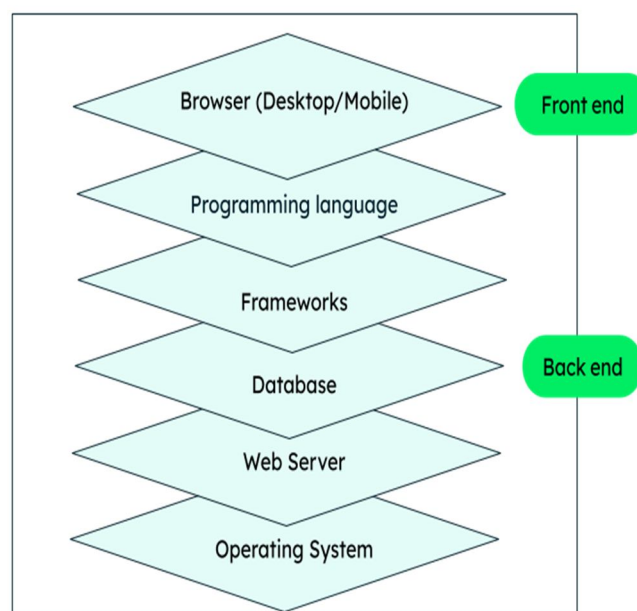 Browser (Desktop/Mobile)
Front end
Programming language
Frameworks
Database
Back end
Web Server
Operating System